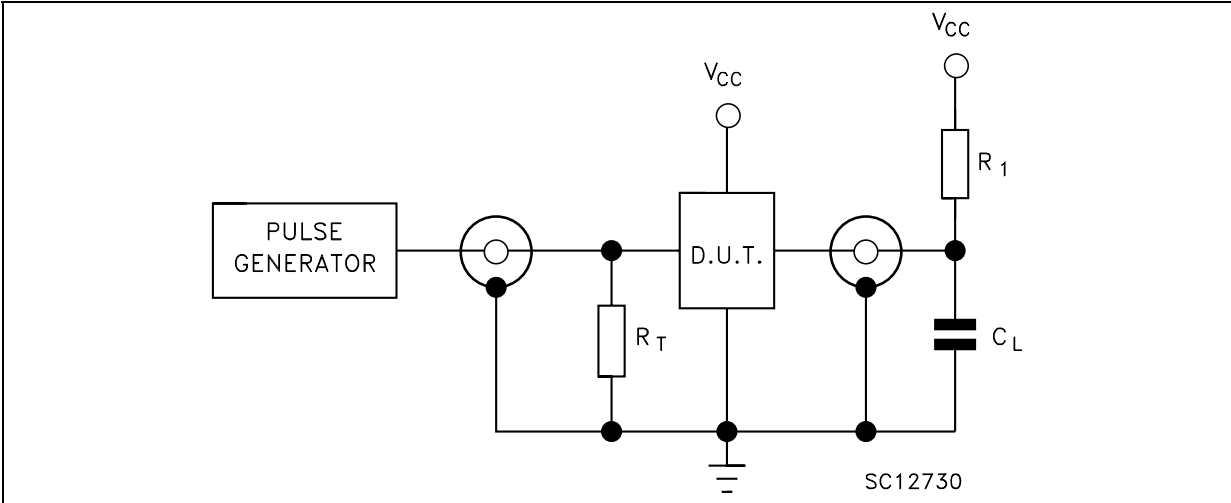 VCC
VCC
R1
PULSE
GENERATOR
D.U.T.
RT
CL
SC12730